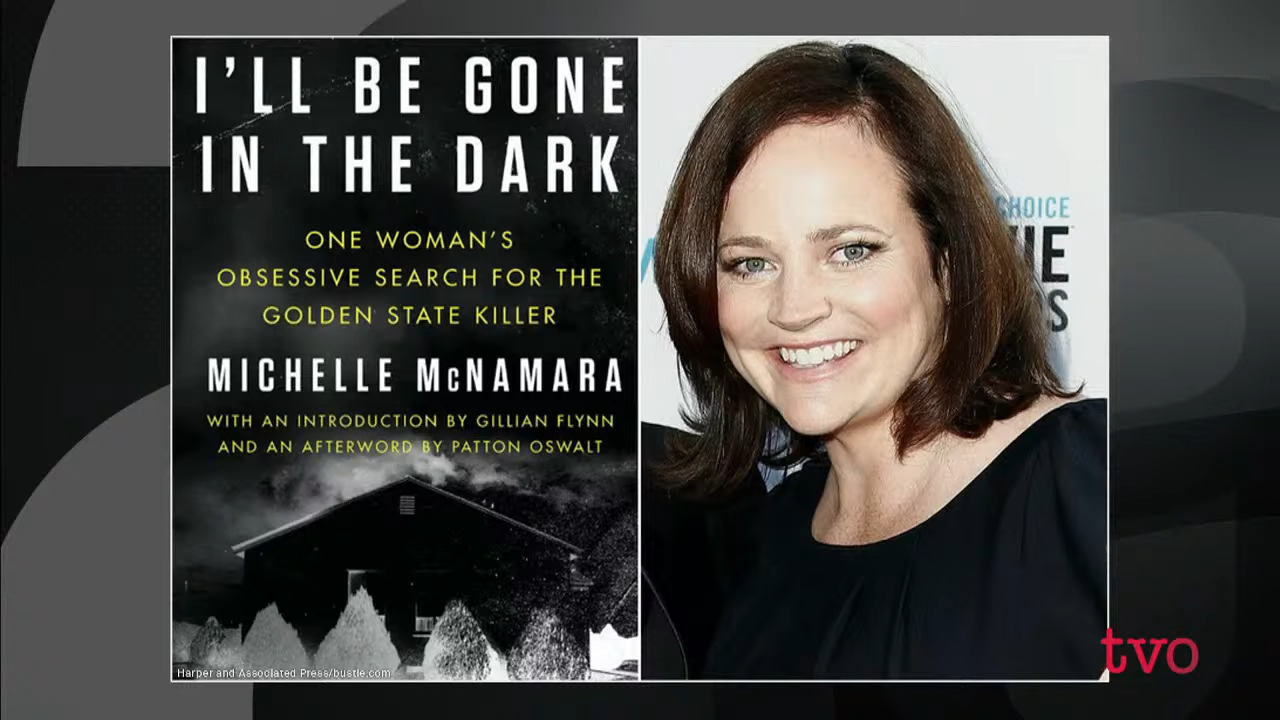 I'LL BE GONE
IN THE DARK
ONE WOMAN'S
OBSESSIVE SEARCH FOR THE
GOLDEN STATE KILLER
MICHELLE McNAMARA
WITH AN INTRODUCTION BY GILLIAN FLYNN
AND AN AFTERWORD BY PATTON OSWALT
Harper and Associated Press/bustle.com
CHOICE
IE
S
tvo